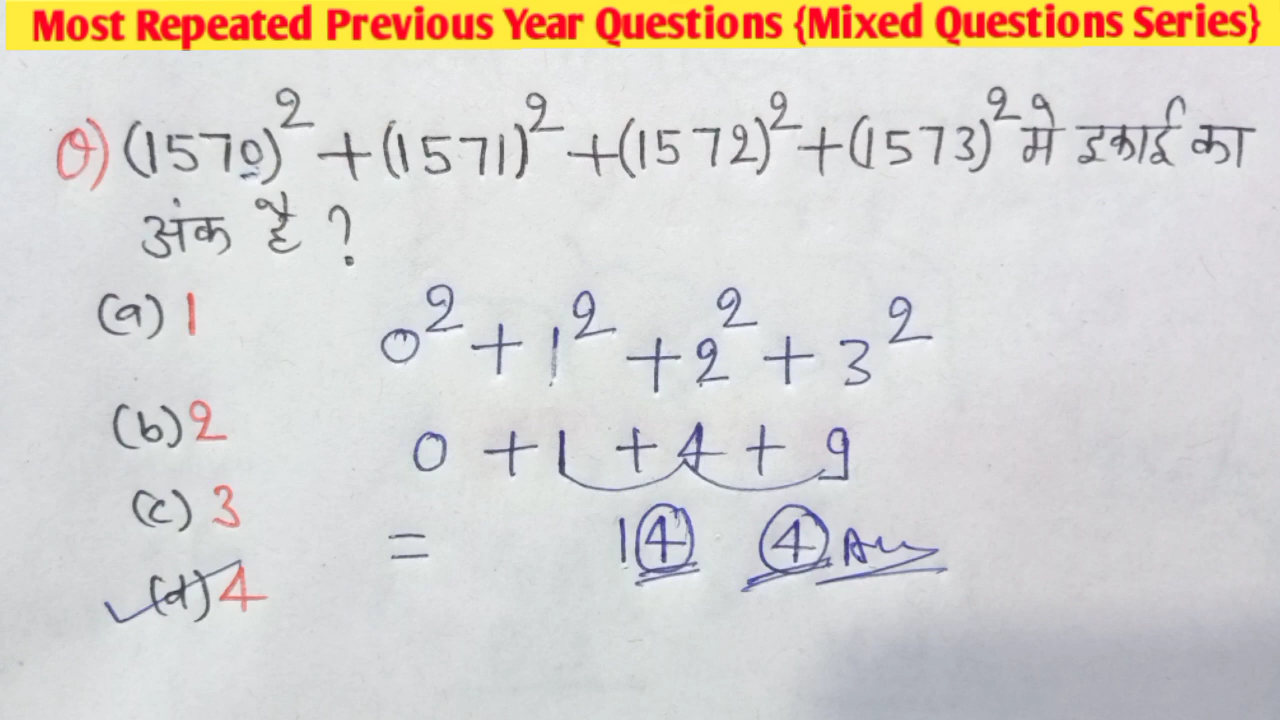 Most Repeated Previous Year Questions {Mixed Questions Series}
Q) (1570)² + (1571)² + (1572)² + (1573)² मे इकाई का
अंक है ?
(a) 1
0² + 1² + 2² + 3²
(b) 2
0 + 1 + 4 + 9
(c) 3
= 14 4 Ans
(d) 4